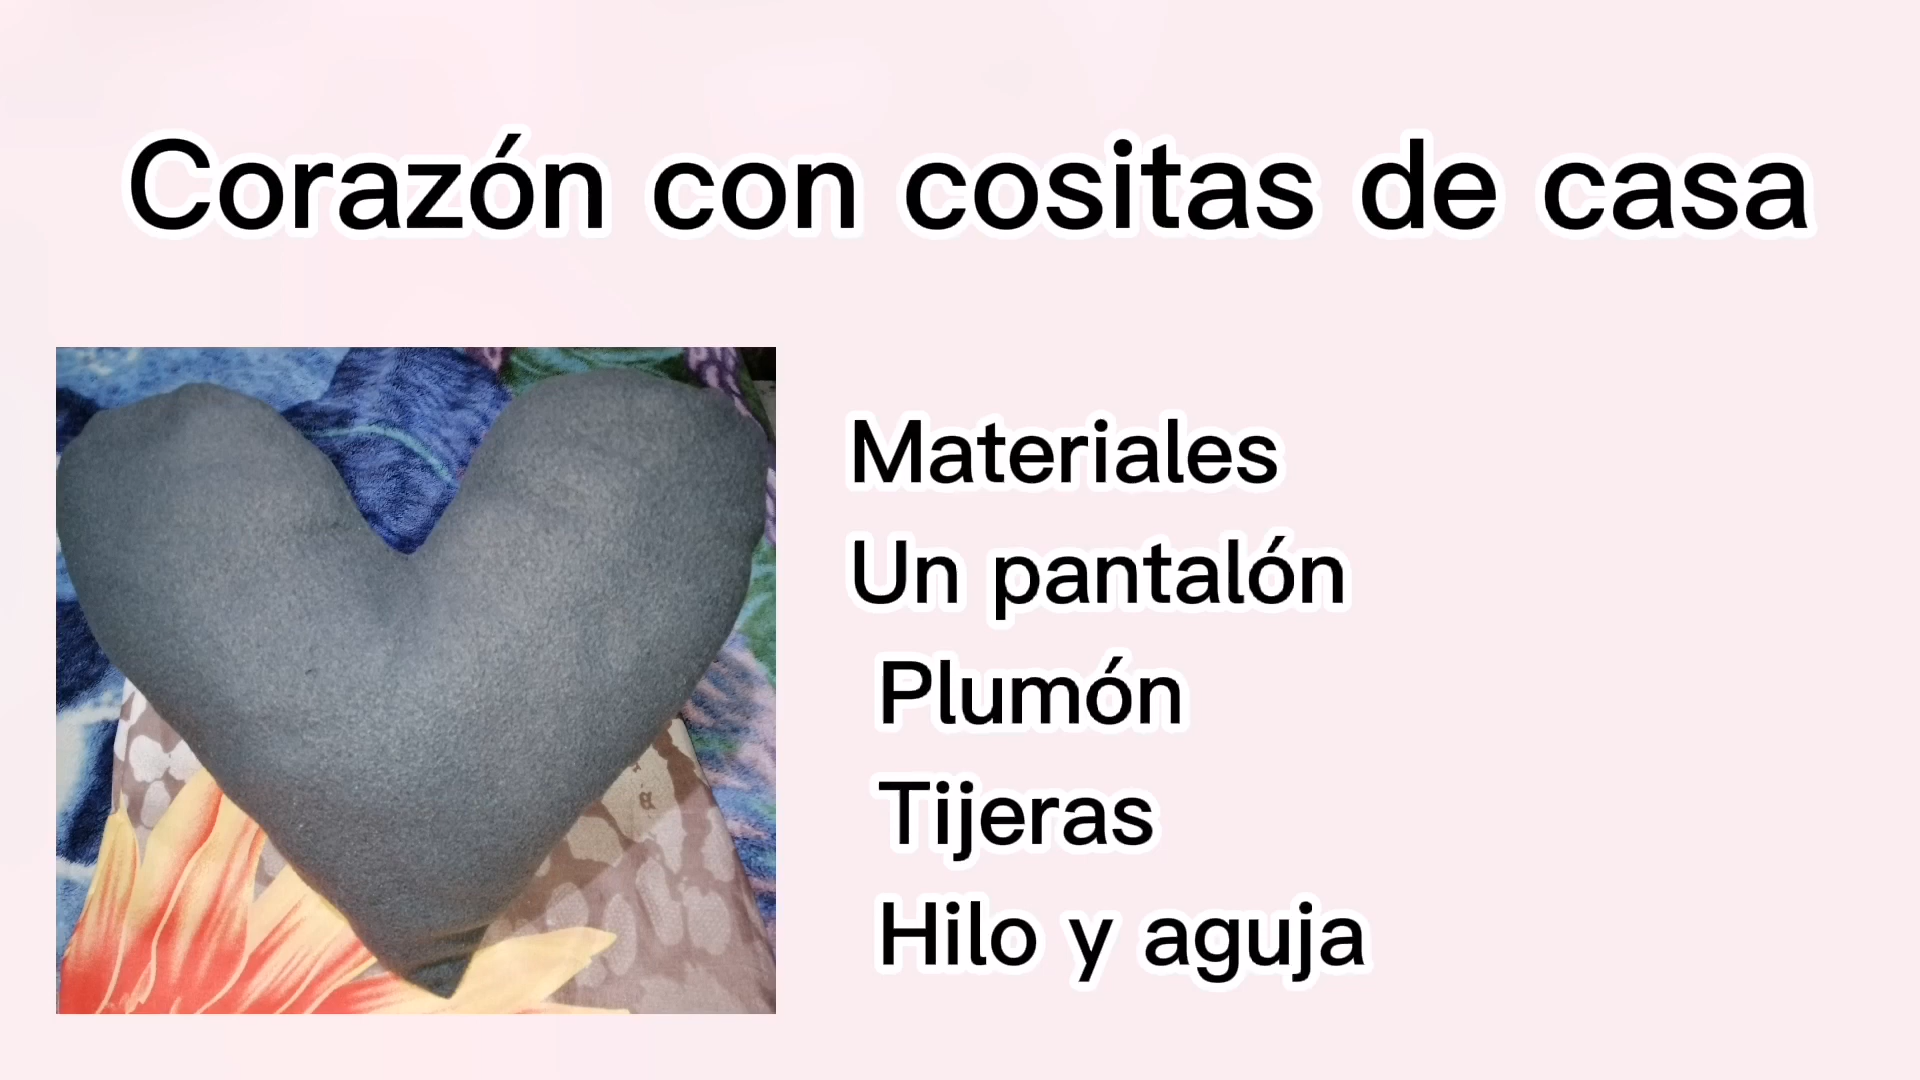 Corazón con cositas de casa
Materiales
Un pantalón
Plumón
Tijeras
Hilo y aguja